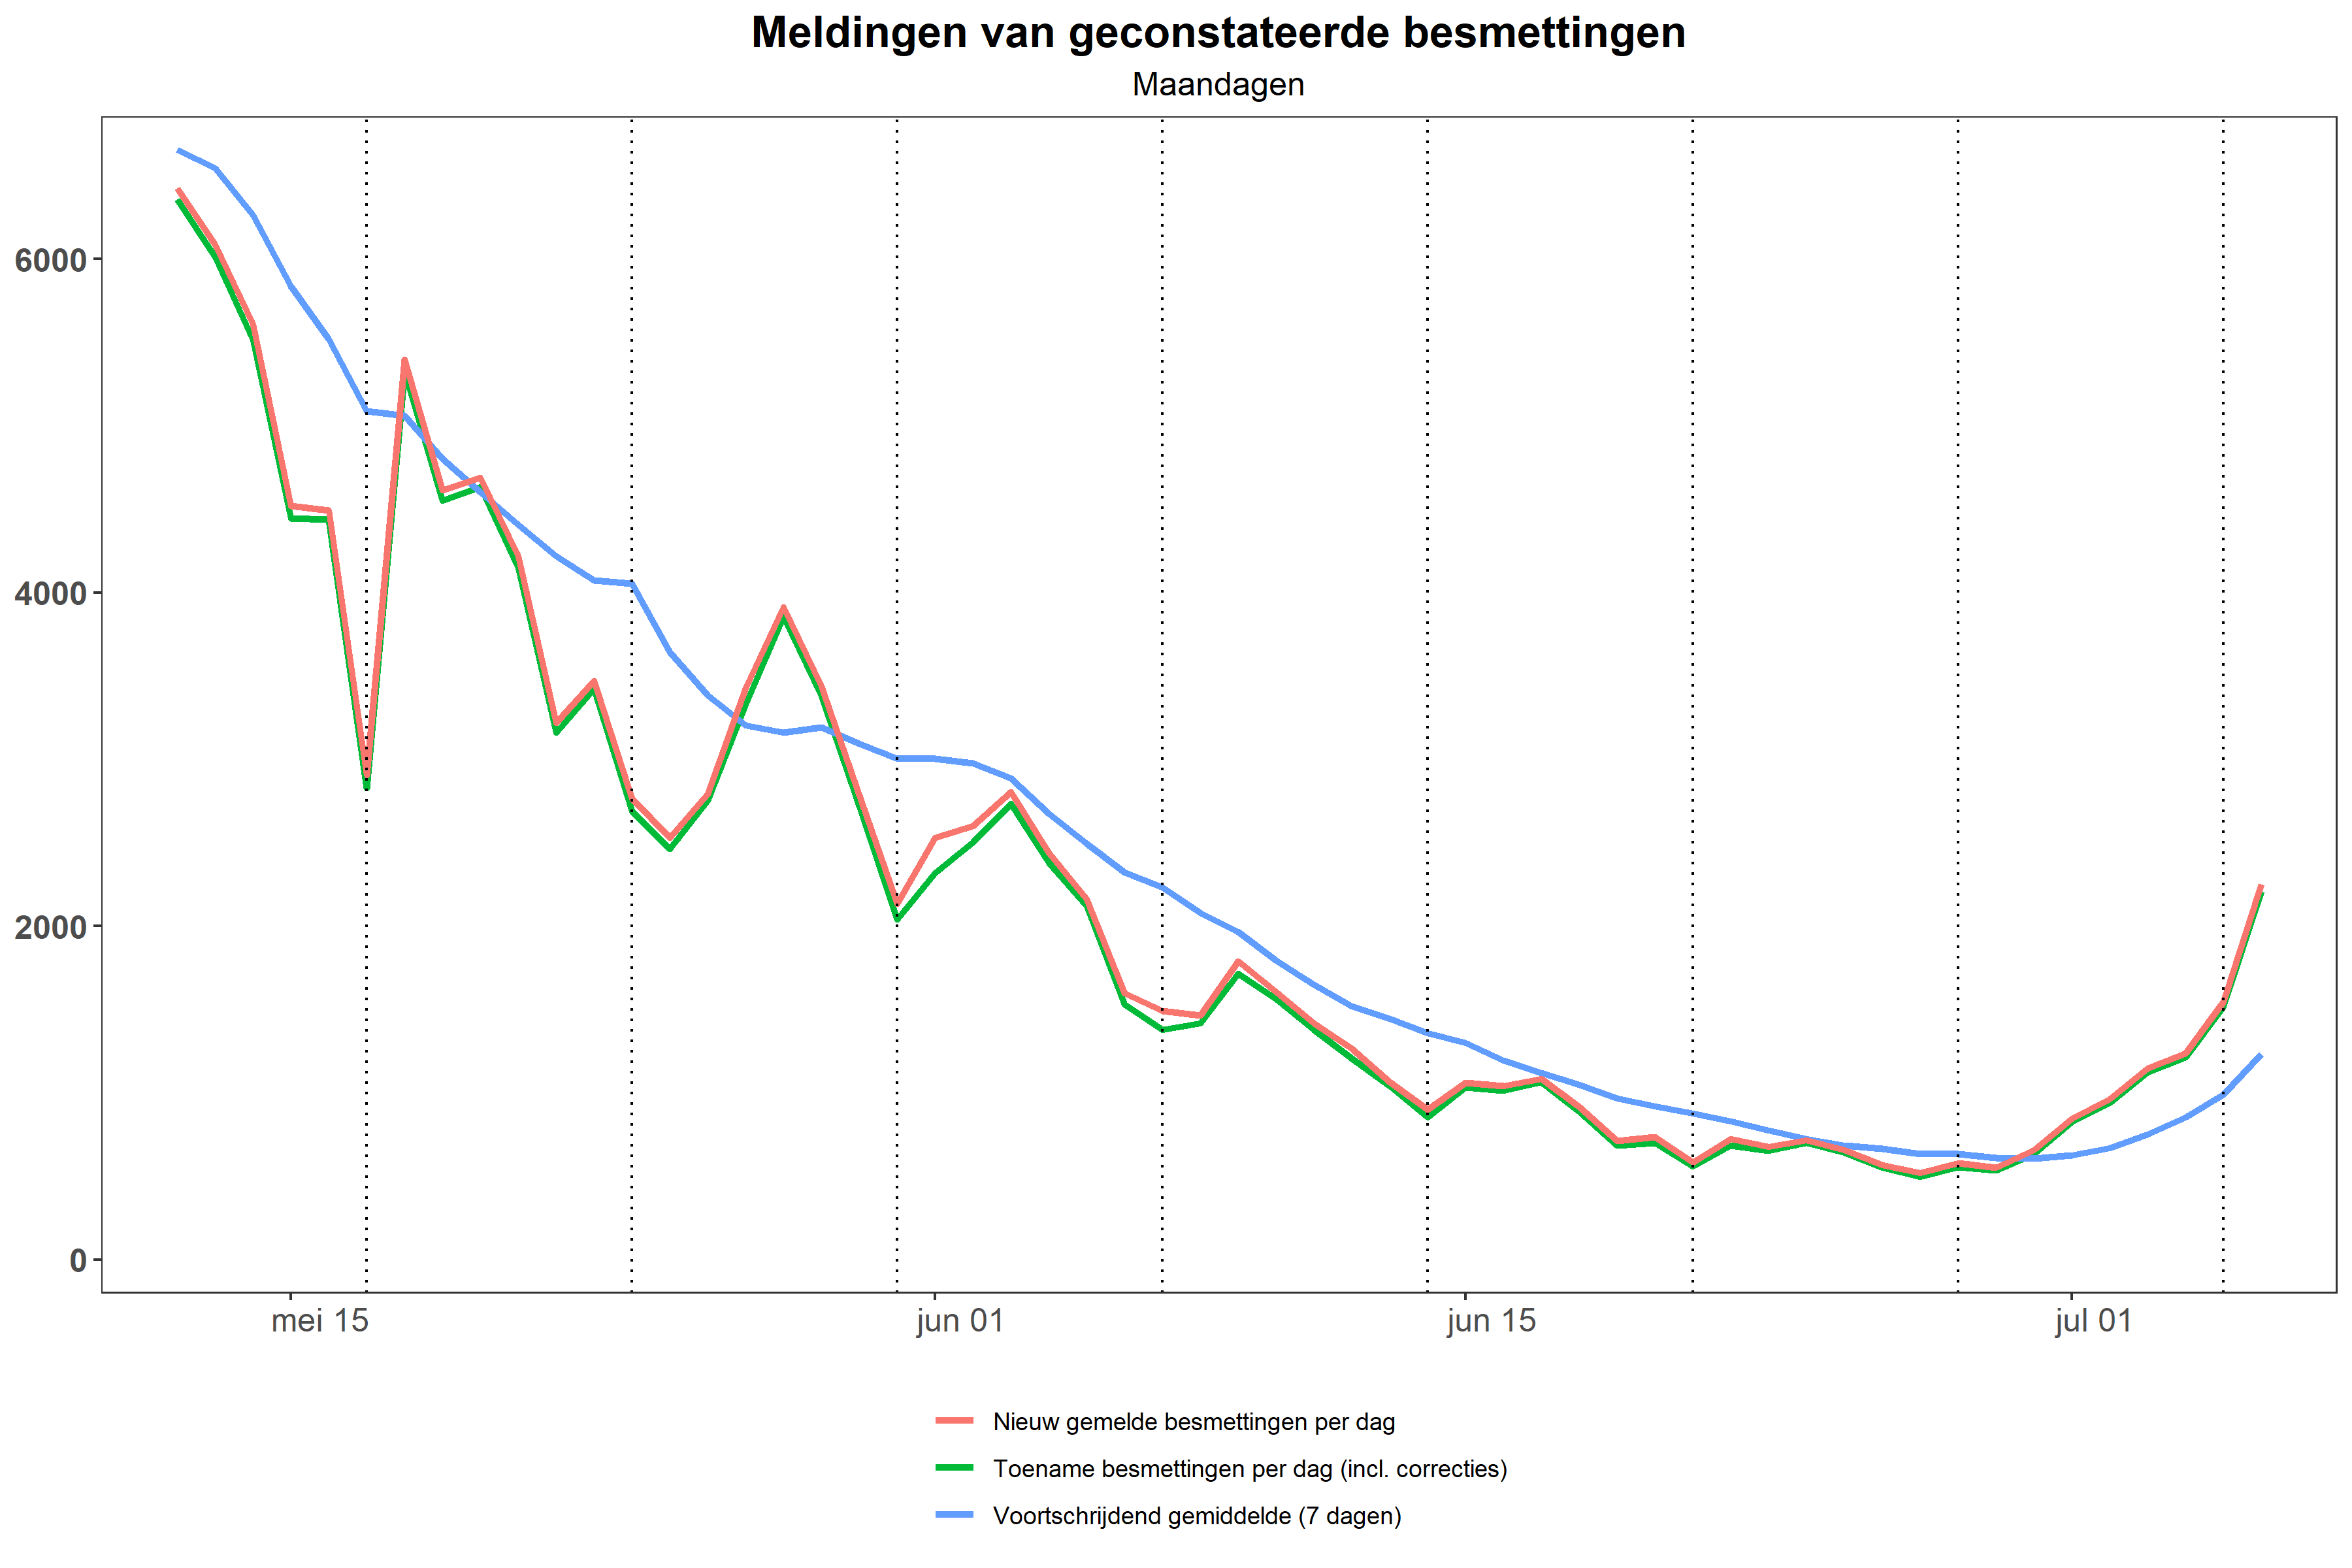 Meldingen van geconstateerde besmettingen
Maandagen
6000
4000
2000
0
mei 15
jun 01
jun 15
jul 01
Nieuw gemelde besmettingen per dag
Toename besmettingen per dag (incl. correcties)
Voortschrijdend gemiddelde (7 dagen)